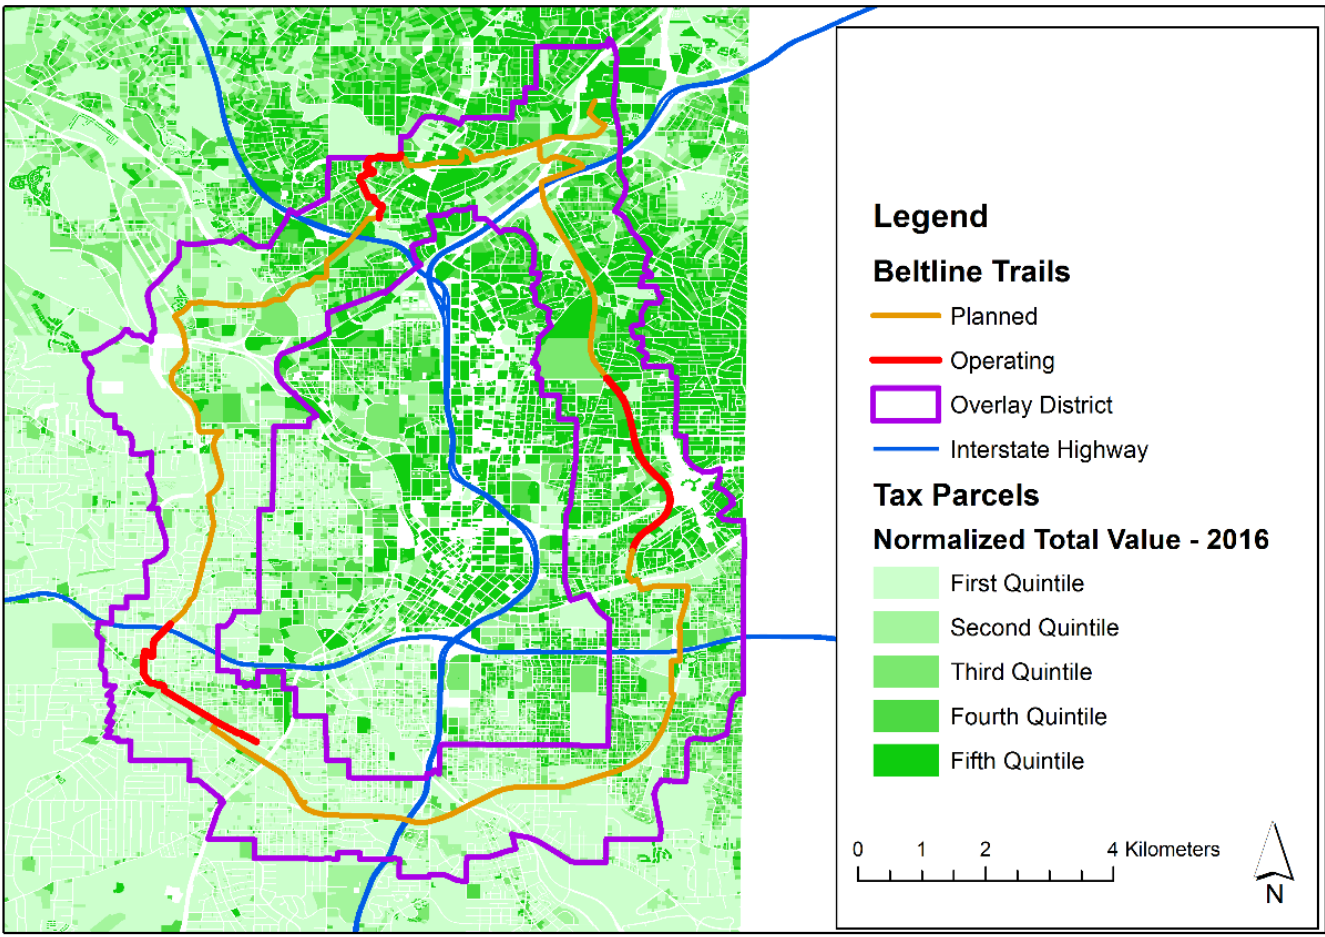 Legend
Beltline Trails
Planned
Operating
Overlay District
Interstate Highway
Tax Parcels
Normalized Total Value - 2016
First Quintile
Second Quintile
Third Quintile
Fourth Quintile
Fifth Quintile
0 1 2 4 Kilometers
N